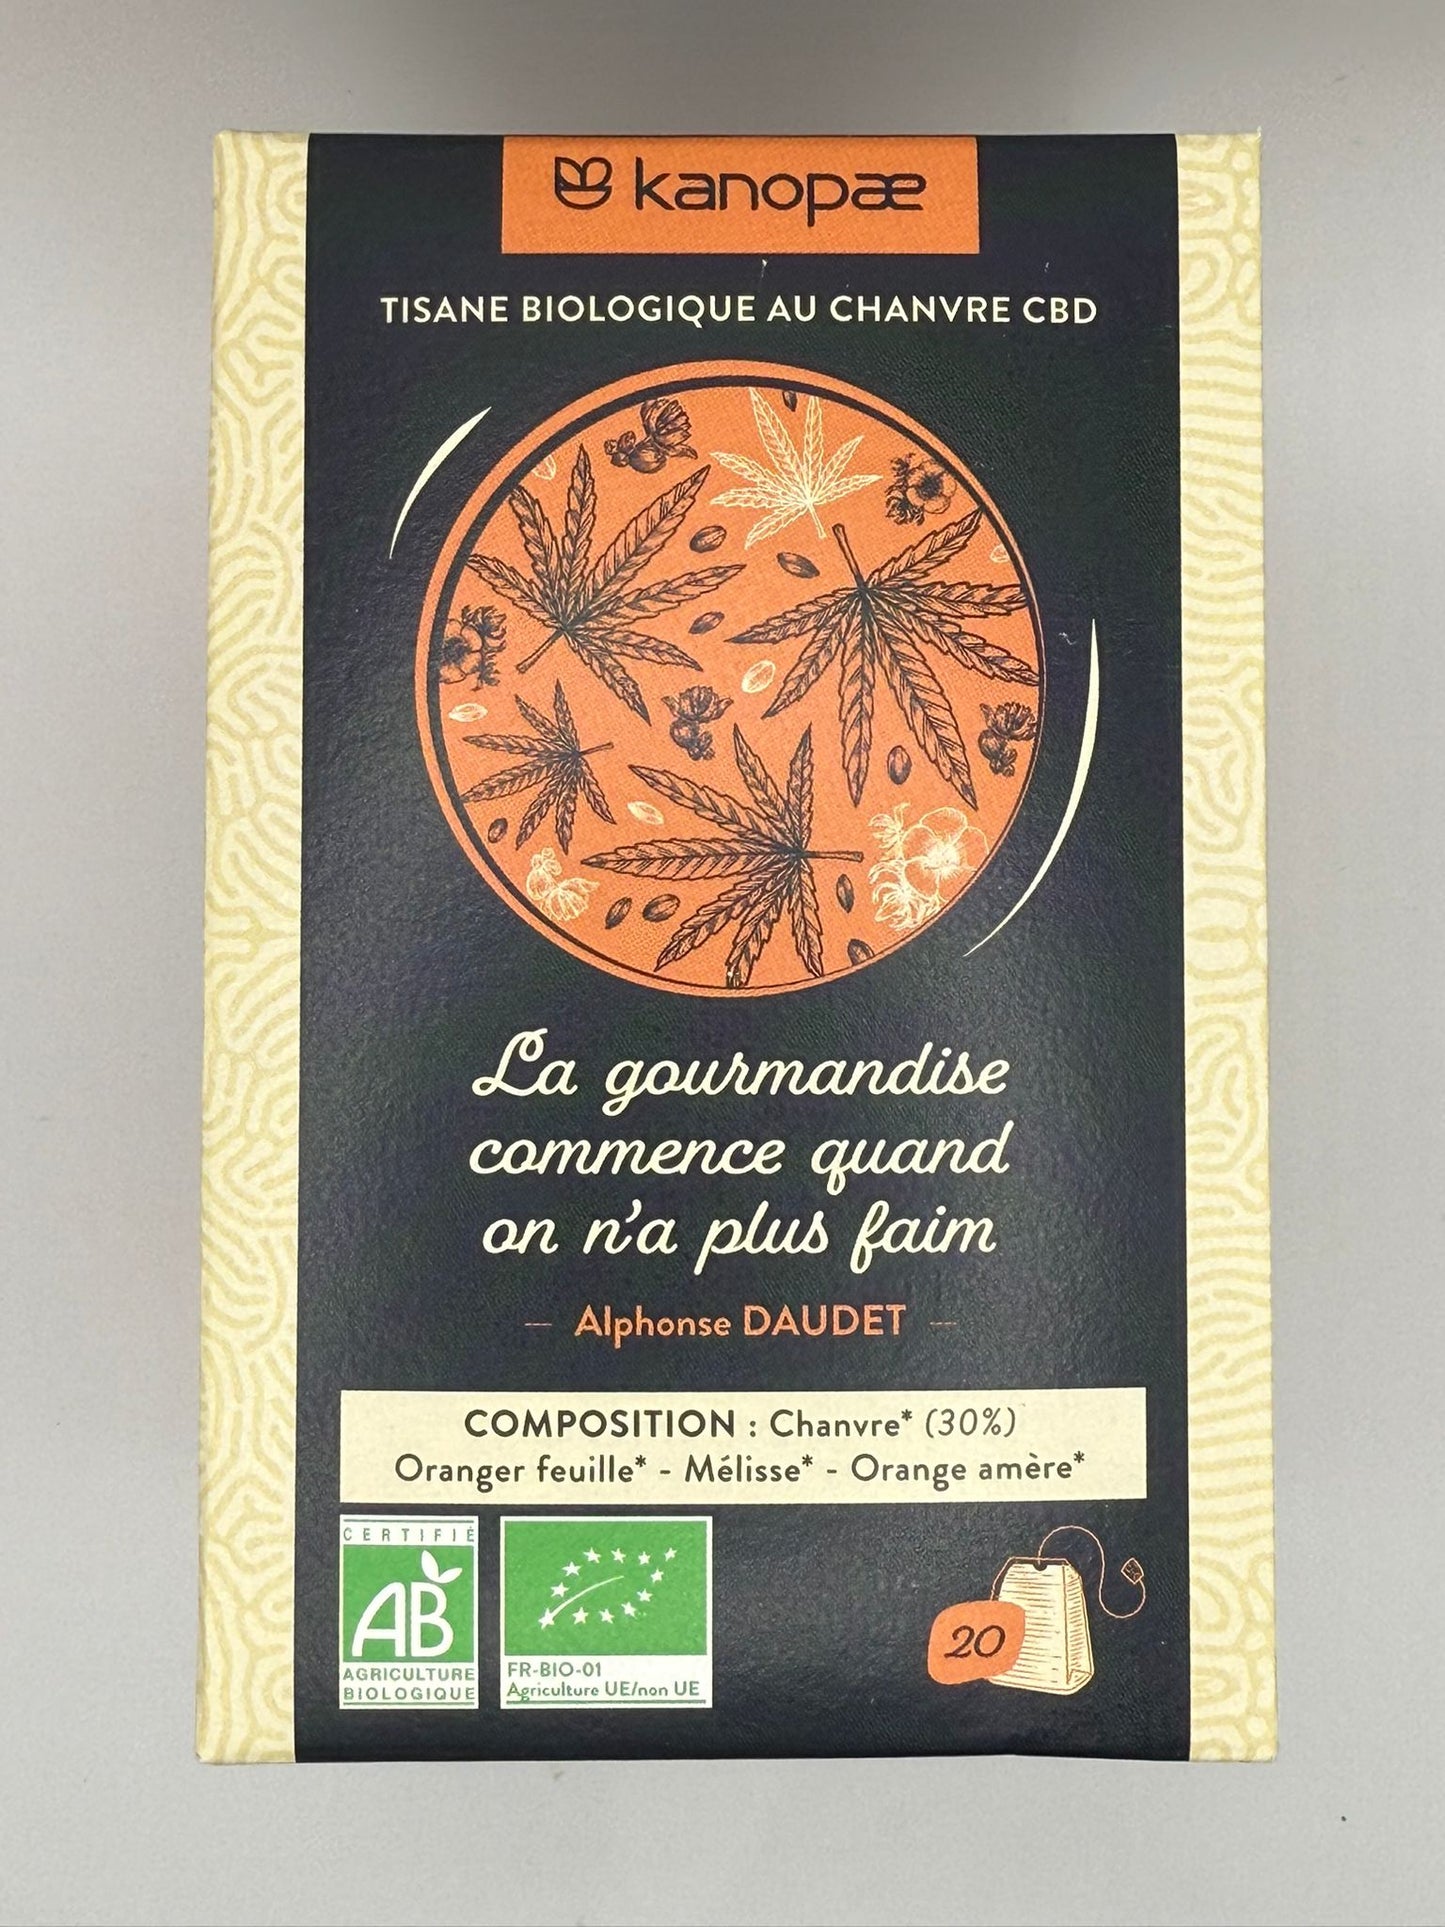 kanopæ
TISANE BIOLOGIQUE AU CHANVRE CBD
La gourmandise
commence quand
on n'a plus faim
— Alphonse DAUDET —
COMPOSITION : Chanvre* (30%)
Oranger feuille* - Mélisse* - Orange amère*
CERTIFIÉ
AB
AGRICULTURE
BIOLOGIQUE
FR-BIO-01
Agriculture UE/non UE
20